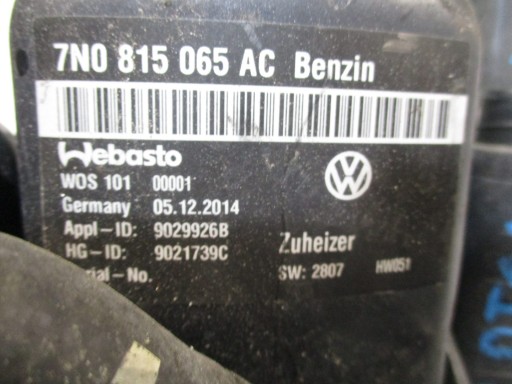 7N0 815 065 AC Benzin
Webasto
WOS 101 00001
Germany 05.12.2014
Appl-ID: 9029926B
HG-ID: 9021739C
-No.
Zuheizer
SW: 2807 HW051